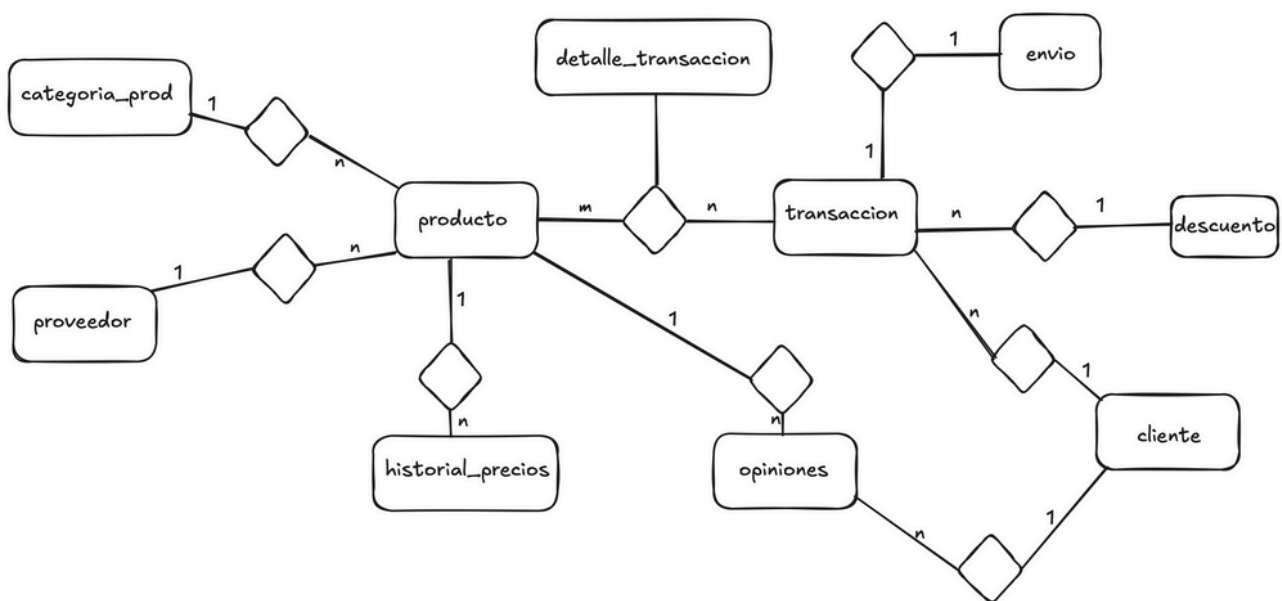 detalle_transaccion
1
envio
categoria_prod
1
n
1
producto
m
n
transaccion
n
1
descuento
1
n
proveedor
1
1
n
1
n
n
historial_precios
opiniones
cliente
n
1